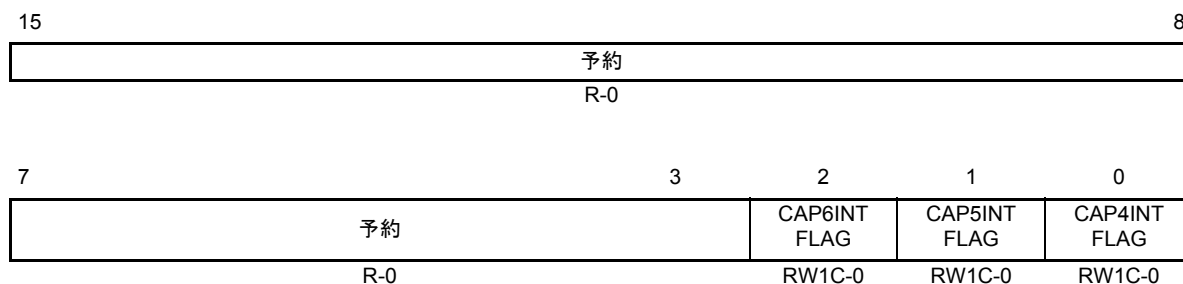 15 8
予約
R-0
7 3 2 1 0
予約 CAP6INT FLAG CAP5INT FLAG CAP4INT FLAG
R-0 RW1C-0 RW1C-0 RW1C-0